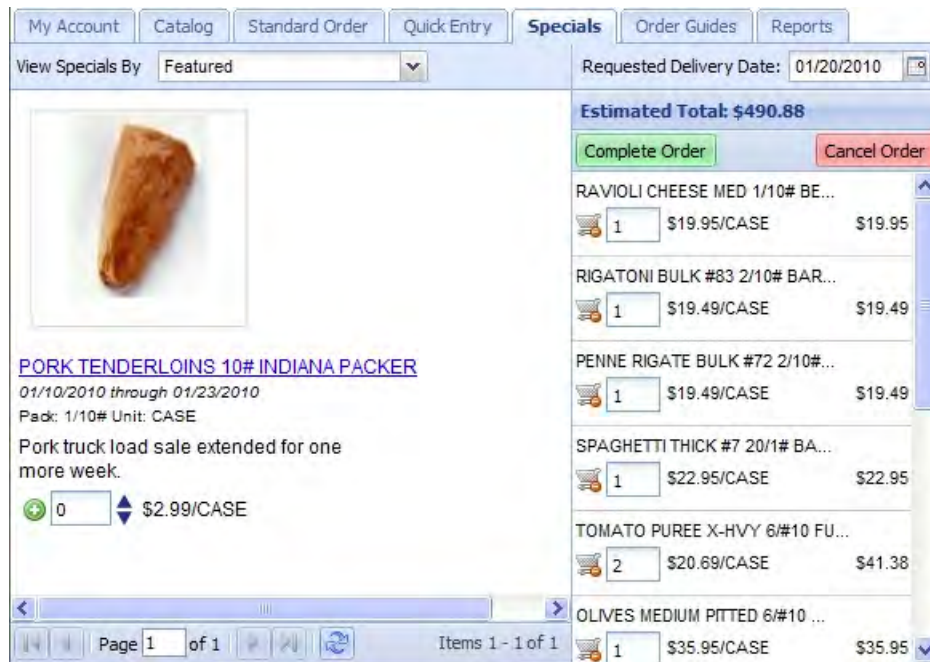 My Account Catalog Standard Order Quick Entry Specials Order Guides Reports
View Specials By Featured
Requested Delivery Date: 01/20/2010
Estimated Total: $490.88
Complete Order Cancel Order
PORK TENDERLOINS 10# INDIANA PACKER
01/10/2010 through 01/23/2010
Pack: 1/10# Unit: CASE
Pork truck load sale extended for one
more week.
0 $2.99/CASE
Page 1 of 1 Items 1 - 1 of 1
RAVIOLI CHEESE MED 1/10# BE...
1 $19.95/CASE $19.95
RIGATONI BULK #83 2/10# BAR...
1 $19.49/CASE $19.49
PENNE RIGATE BULK #72 2/10#...
1 $19.49/CASE $19.49
SPAGHETTI THICK #7 20/1# BA...
1 $22.95/CASE $22.95
TOMATO PUREE X-HVY 6/#10 FU...
2 $20.69/CASE $41.38
OLIVES MEDIUM PITTED 6/#10 ...
1 $35.95/CASE $35.95